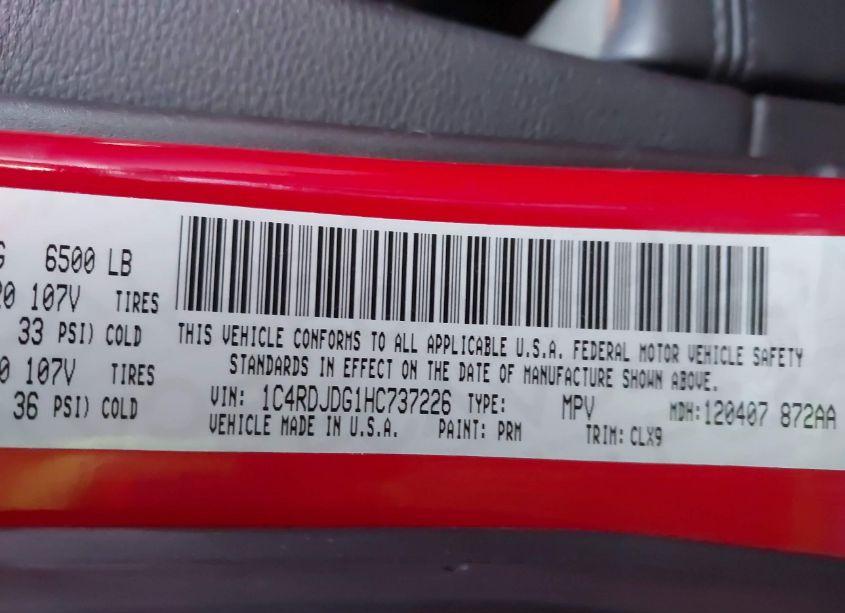 G 6500 LB
20 107V TIRES
33 PSI) COLD
0 107V TIRES
36 PSI) COLD
THIS VEHICLE CONFORMS TO ALL APPLICABLE U.S.A. FEDERAL MOTOR VEHICLE SAFETY
STANDARDS IN EFFECT ON THE DATE OF MANUFACTURE SHOWN ABOVE.
VIN: 1C4RDJDG1HC737226 TYPE: MPV MDH:120407 872AA
VEHICLE MADE IN U.S.A. PAINT: PRM TRIM: CLX9